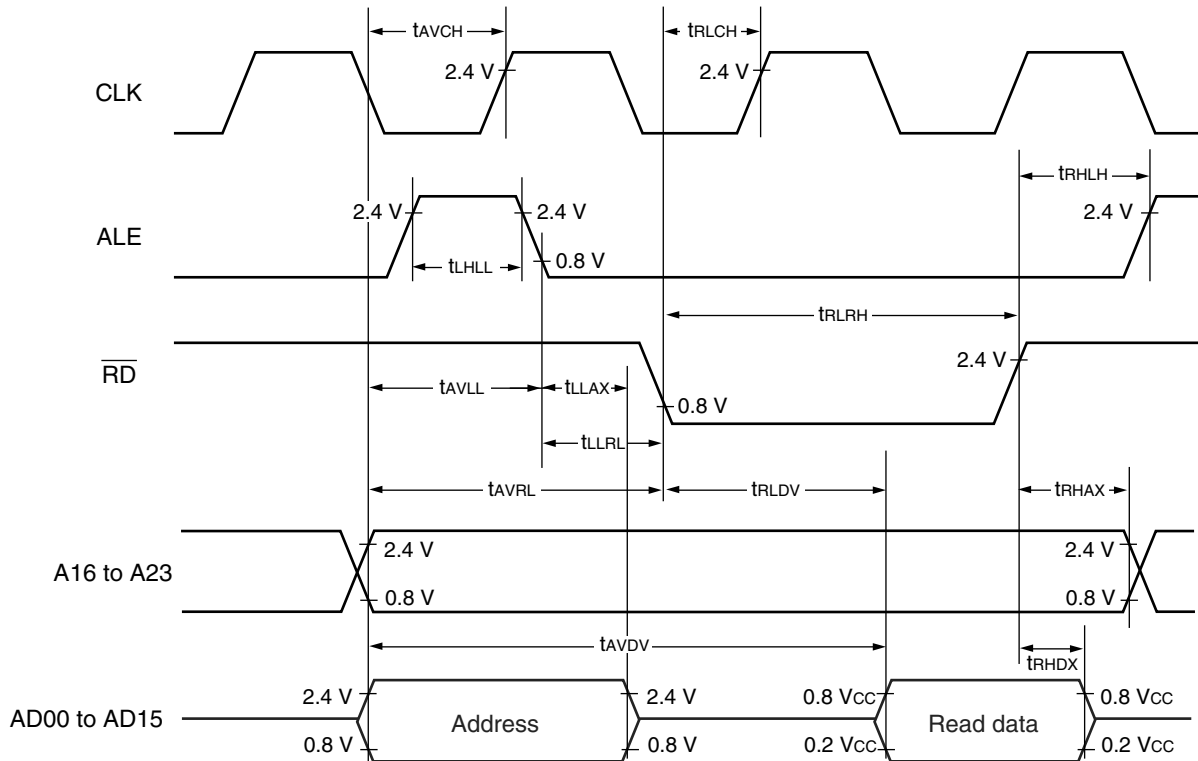 tAVCH
tRLCH
2.4 V
2.4 V
CLK
tRHLH
2.4 V
2.4 V
2.4 V
ALE
tLHLL
0.8 V
tRLRH
RD
2.4 V
tAVLL
tLLAX
0.8 V
tLLRL
tAVRL
tRLDV
tRHAX
2.4 V
2.4 V
A16 to A23
0.8 V
0.8 V
tAVDV
tRHDX
2.4 V
2.4 V
0.8 VCC
0.8 VCC
AD00 to AD15
Address
Read data
0.8 V
0.8 V
0.2 VCC
0.2 VCC